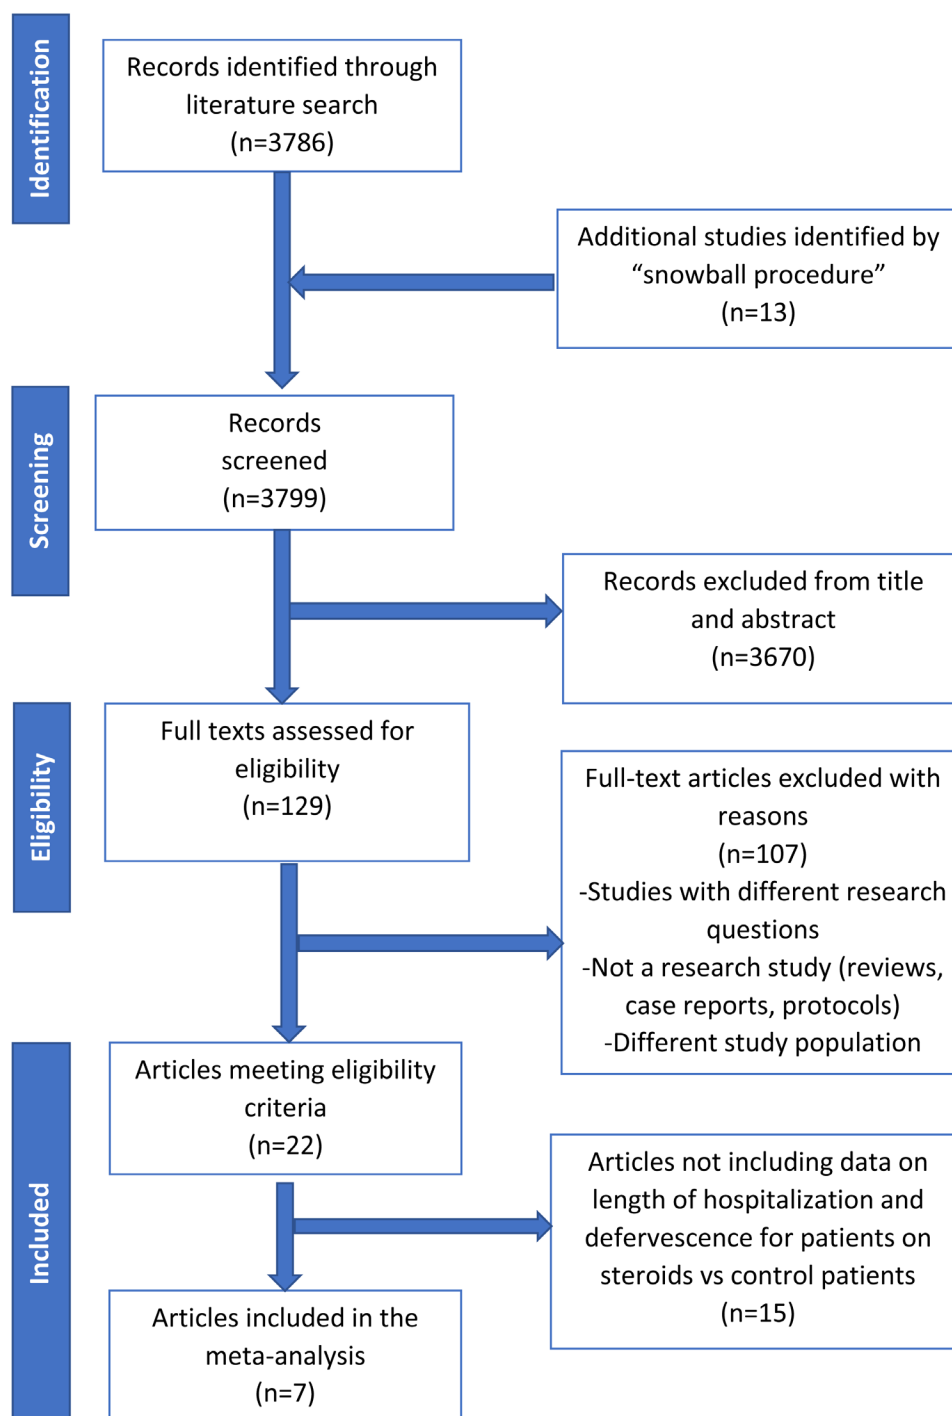 Identification
Records identified through
literature search
(n=3786)
Additional studies identified by
“snowball procedure”
(n=13)
Screening
Records
screened
(n=3799)
Records excluded from title
and abstract
(n=3670)
Eligibility
Full texts assessed for
eligibility
(n=129)
Full-text articles excluded with
reasons
(n=107)
-Studies with different research
questions
-Not a research study (reviews,
case reports, protocols)
-Different study population
Included
Articles meeting eligibility
criteria
(n=22)
Articles not including data on
length of hospitalization and
defervescence for patients on
steroids vs control patients
(n=15)
Articles included in the
meta-analysis
(n=7)